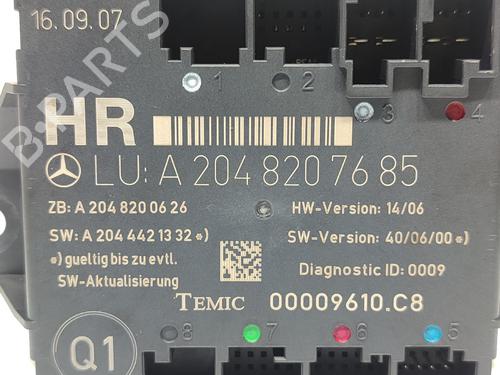 16.09.07
1 2 3 4
HR
LU: A 204 820 76 85
ZB: A 204 820 06 26
HW-Version: 14/06
SW: A 204 442 13 32 *)
SW-Version: 40/06/00 *)
*) gueltig bis zu evtl.
SW-Aktualisierung
Diagnostic ID: 0009
TEMIC 00009610.C8
Q1
8 7 6 5
B-PARTS